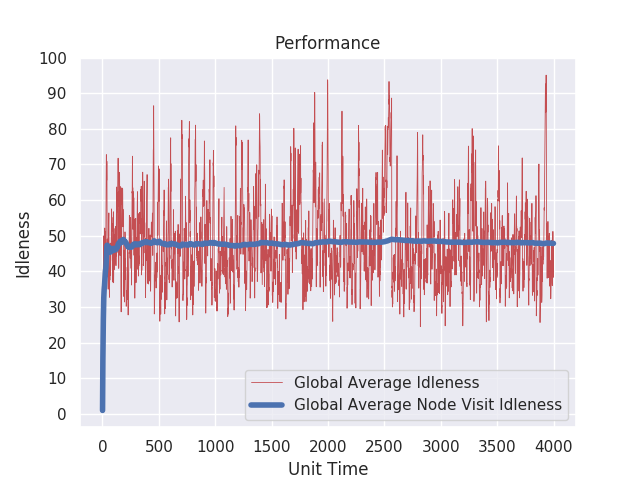 Performance
100
90
80
70
60
50
40
30
20
10
0
Idleness
Global Average Idleness
Global Average Node Visit Idleness
0 500 1000 1500 2000 2500 3000 3500 4000
Unit Time